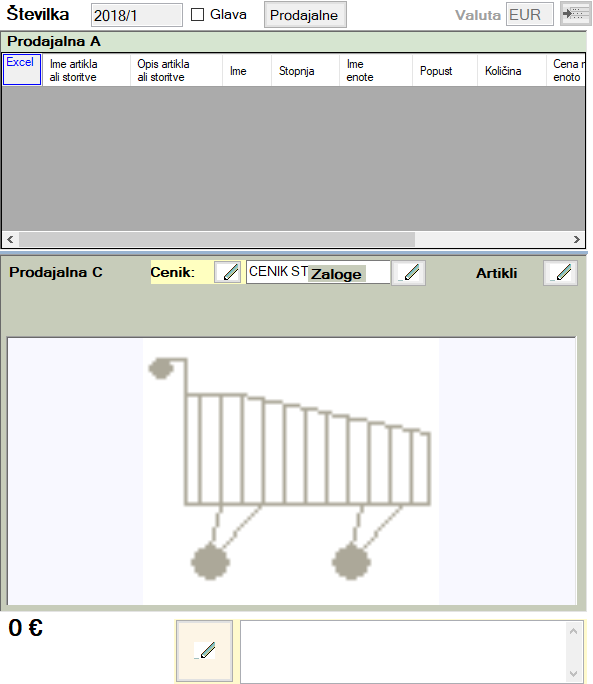 Številka 2018/1 Glava Prodajalne Valuta EUR
Prodajalna A
Excel Ime artikla ali storitve Opis artikla ali storitve Ime Stopnja Ime enote Popust Količina Cena enoto
Prodajalna C Cenik: CENIK ST Zaloge Artikli
0 €